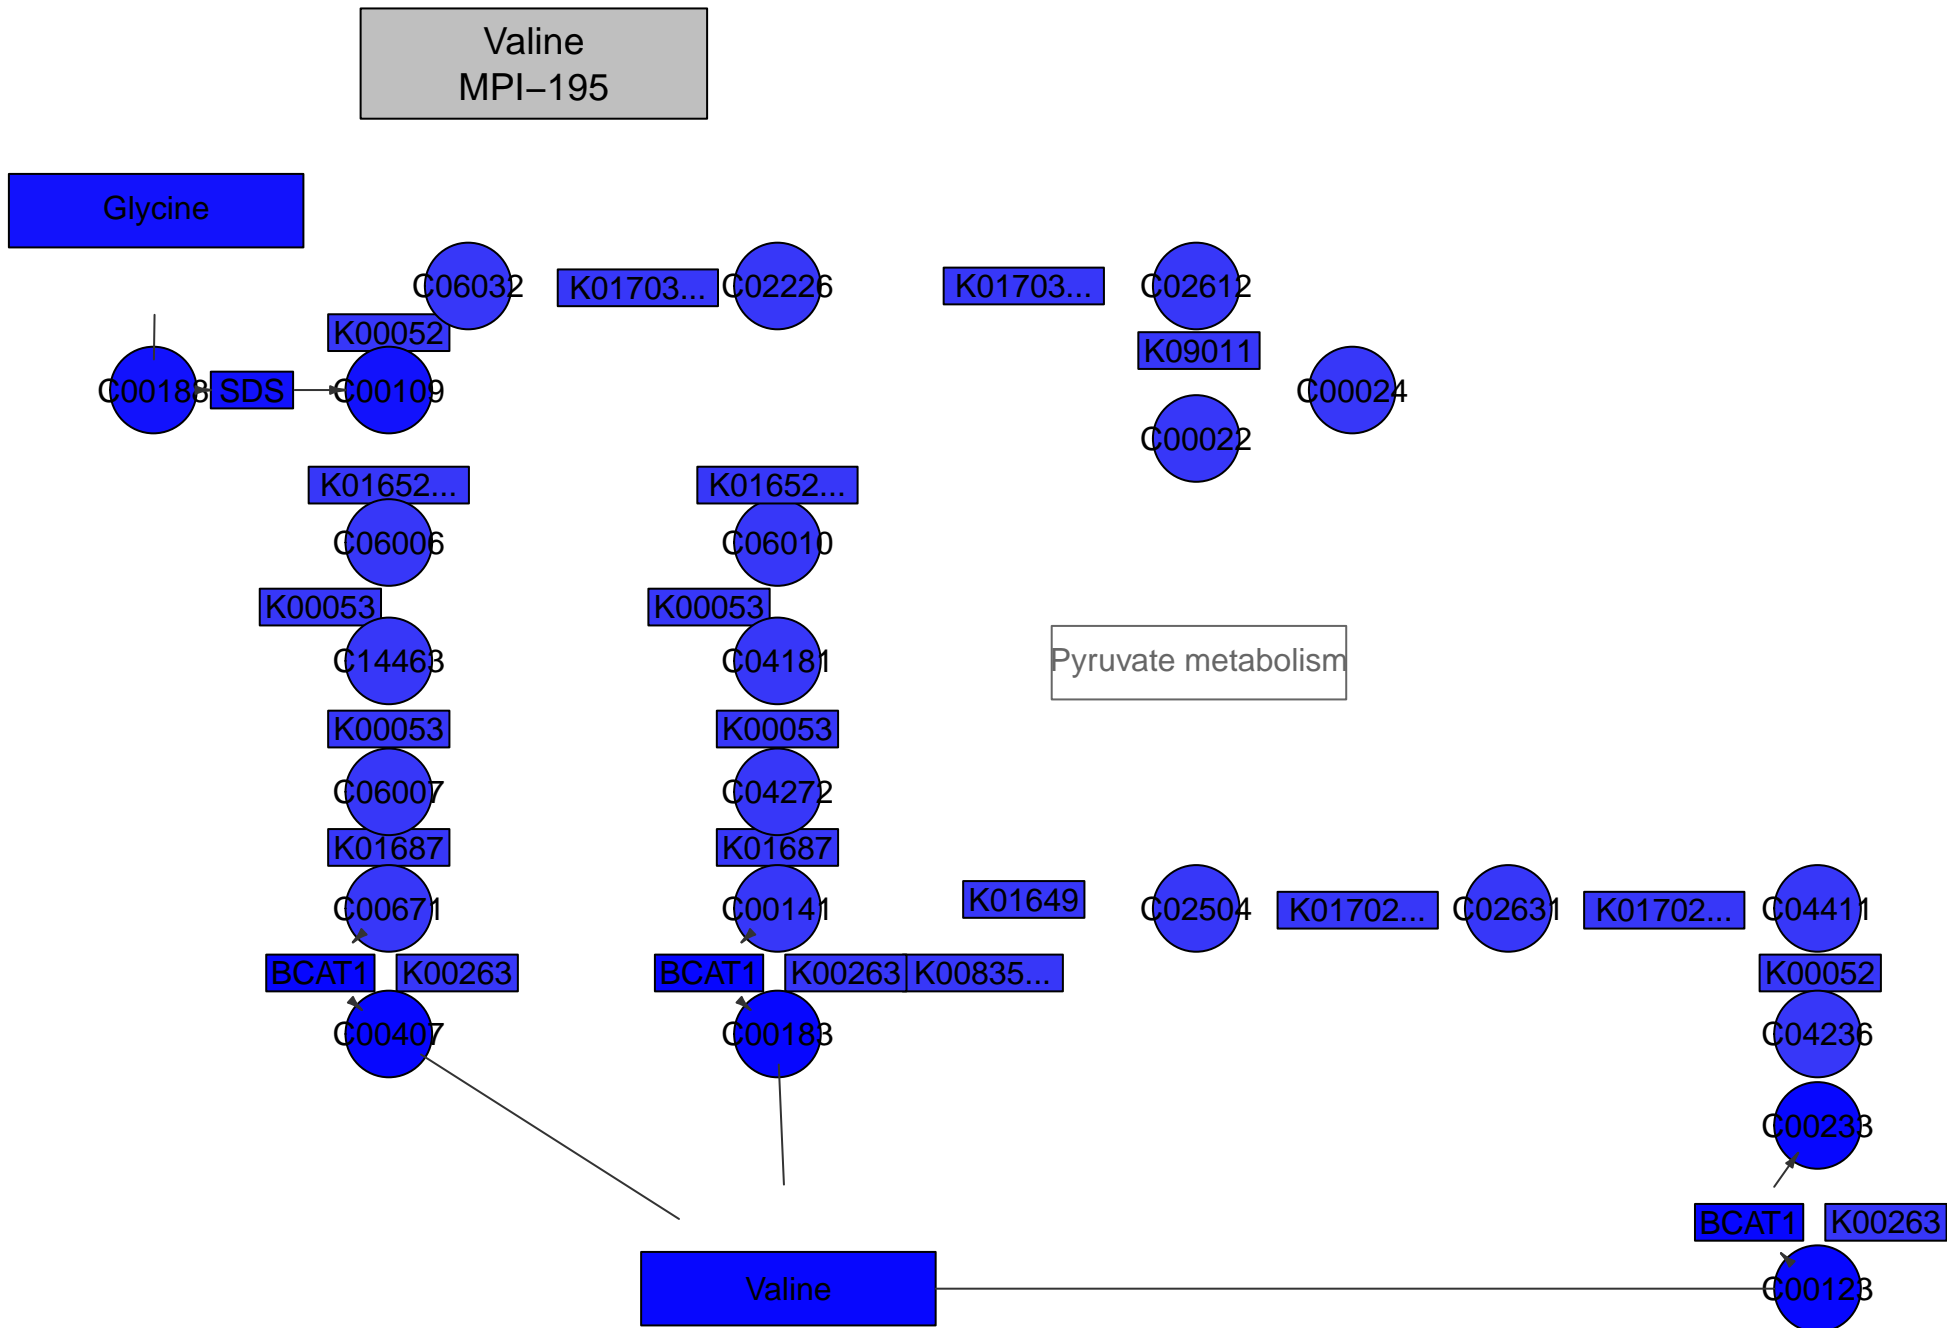 Valine
MPI–195
Glycine
C06032
K01703...
C02226
K01703...
C02612
K00052
K09011
C00188
SDS
C00109
C00024
C00022
K01652...
K01652...
C06006
C06010
K00053
K00053
C14463
C04181
Pyruvate metabolism
K00053
K00053
C06007
C04272
K01687
K01687
C00671
C00141
K01649
C02504
K01702...
C02631
K01702...
C04411
BCAT1
K00263
BCAT1
K00263
K00835...
K00052
C00407
C00183
C04236
C00233
BCAT1
K00263
Valine
C00123